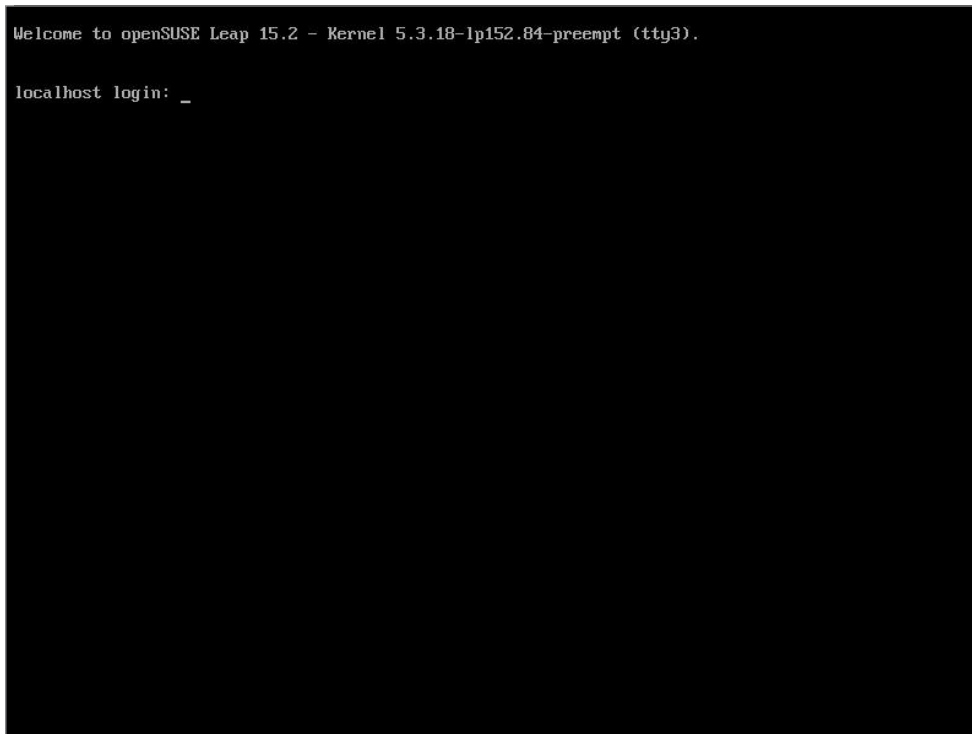 Welcome to openSUSE Leap 15.2 - Kernel 5.3.18-lp152.84-preempt (tty3).
localhost login: _